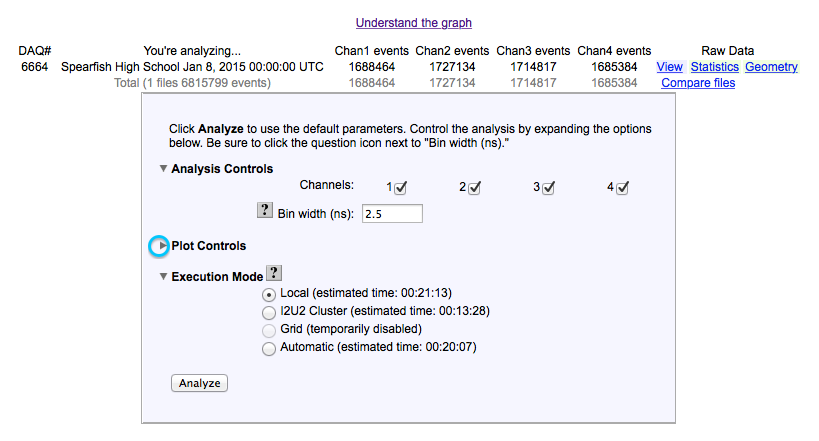 Understand the graph
DAQ# You're analyzing... Chan1 events Chan2 events Chan3 events Chan4 events Raw Data
6664 Spearfish High School Jan 8, 2015 00:00:00 UTC 1688464 1727134 1714817 1685384 View Statistics Geometry
Total (1 files 6815799 events) 1688464 1727134 1714817 1685384 Compare files
Click Analyze to use the default parameters. Control the analysis by expanding the options
below. Be sure to click the question icon next to "Bin width (ns)."
Analysis Controls
Channels: 1 2 3 4
? Bin width (ns): 2.5
Plot Controls
Execution Mode ?
Local (estimated time: 00:21:13)
I2U2 Cluster (estimated time: 00:13:28)
Grid (temporarily disabled)
Automatic (estimated time: 00:20:07)
Analyze